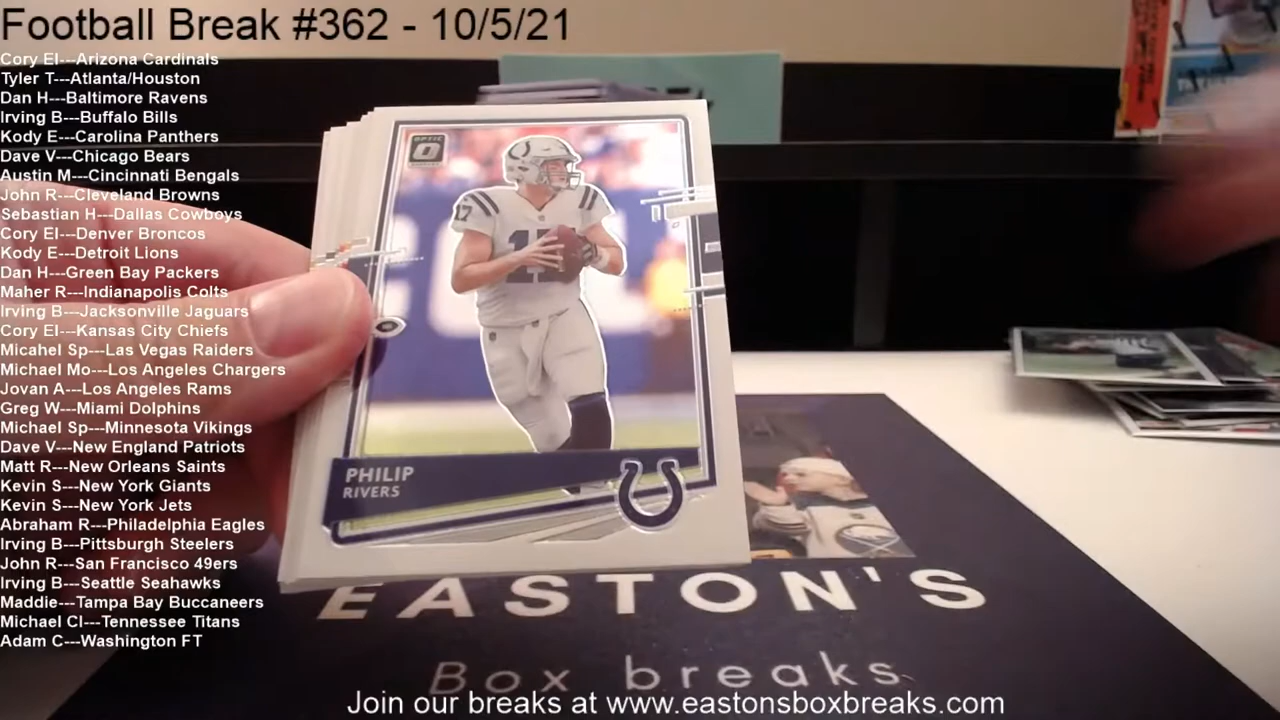 Football Break #362 - 10/5/21
Cory El---Arizona Cardinals
Tyler T---Atlanta/Houston
Dan H---Baltimore Ravens
Irving B---Buffalo Bills
Kody E---Carolina Panthers
Dave V---Chicago Bears
Austin M---Cincinnati Bengals
John R---Cleveland Browns
Sebastian H---Dallas Cowboys
Cory El---Denver Broncos
Kody E---Detroit Lions
Dan H---Green Bay Packers
Maher R---Indianapolis Colts
Irving B---Jacksonville Jaguars
Cory El---Kansas City Chiefs
Micahel Sp---Las Vegas Raiders
Michael Mo---Los Angeles Chargers
Jovan A---Los Angeles Rams
Greg W---Miami Dolphins
Michael Sp---Minnesota Vikings
Dave V---New England Patriots
Matt R---New Orleans Saints
Kevin S---New York Giants
Kevin S---New York Jets
Abraham R---Philadelphia Eagles
Irving B---Pittsburgh Steelers
John R---San Francisco 49ers
Irving B---Seattle Seahawks
Maddie---Tampa Bay Buccaneers
Michael Cl---Tennessee Titans
Adam C---Washington FT
OPTIC
17
17
PHILIP
RIVERS
EASTON'S
Box breaks
Join our breaks at www.eastonsboxbreaks.com